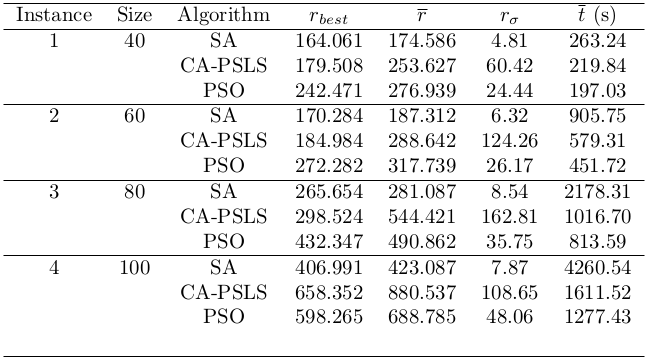 Instance Size Algorithm r_best r̅ r_σ t̅ (s)
1 40 SA 164.061 174.586 4.81 263.24
CA-PSLS 179.508 253.627 60.42 219.84
PSO 242.471 276.939 24.44 197.03
2 60 SA 170.284 187.312 6.32 905.75
CA-PSLS 184.984 288.642 124.26 579.31
PSO 272.282 317.739 26.17 451.72
3 80 SA 265.654 281.087 8.54 2178.31
CA-PSLS 298.524 544.421 162.81 1016.70
PSO 432.347 490.862 35.75 813.59
4 100 SA 406.991 423.087 7.87 4260.54
CA-PSLS 658.352 880.537 108.65 1611.52
PSO 598.265 688.785 48.06 1277.43